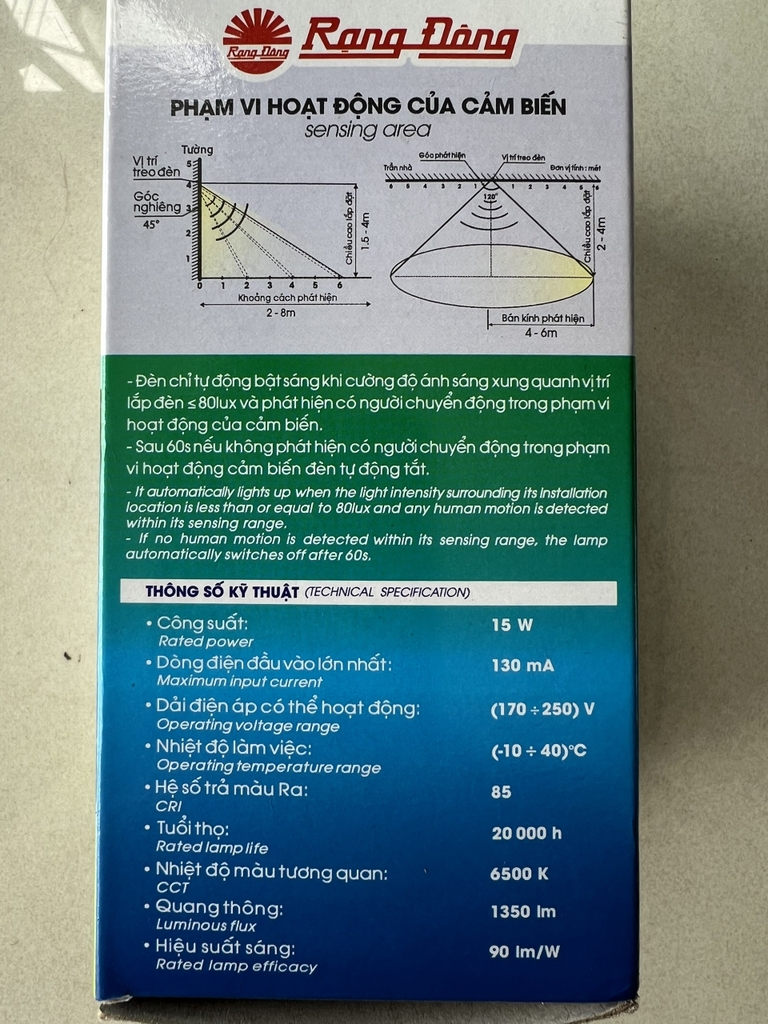 Rạng Đông
Rạng Đông
PHẠM VI HOẠT ĐỘNG CỦA CẢM BIẾN
sensing area
Tường
Vị trí
treo đèn
Góc
nghiêng
45°
5
4
3
2
1
0 1 2 3 4 5 6
Chiều cao lắp đặt
1.5 - 4m
Khoảng cách phát hiện
2 - 8m
Góc phát hiện
Vị trí treo đèn
Trần nhà
Đơn vị tính : mét
6 5 4 3 2 1 1 2 3 4 5 6
120°
Chiều cao lắp đặt
2 - 4m
Bán kính phát hiện
4 - 6m
- Đèn chỉ tự động bật sáng khi cường độ ánh sáng xung quanh vị trí
lắp đèn ≤ 80lux và phát hiện có người chuyển động trong phạm vi
hoạt động của cảm biến.
- Sau 60s nếu không phát hiện có người chuyển động trong phạm
vi hoạt động cảm biến đèn tự động tắt.
- It automatically lights up when the light intensity surrounding its Installation
location is less than or equal to 80lux and any human motion is detected
within its sensing range.
- If no human motion is detected within its sensing range, the lamp
automatically switches off after 60s.
THÔNG SỐ KỸ THUẬT (TECHNICAL SPECIFICATION)
• Công suất: 15 W
Rated power
• Dòng điện đầu vào lớn nhất: 130 mA
Maximum input current
• Dải điện áp có thể hoạt động: (170 ÷ 250) V
Operating voltage range
• Nhiệt độ làm việc: (-10 ÷ 40)°C
Operating temperature range
• Hệ số trả màu Ra: 85
CRI
• Tuổi thọ: 20 000 h
Rated lamp life
• Nhiệt độ màu tương quan: 6500 K
CCT
• Quang thông: 1350 lm
Luminous flux
• Hiệu suất sáng: 90 lm/W
Rated lamp efficacy